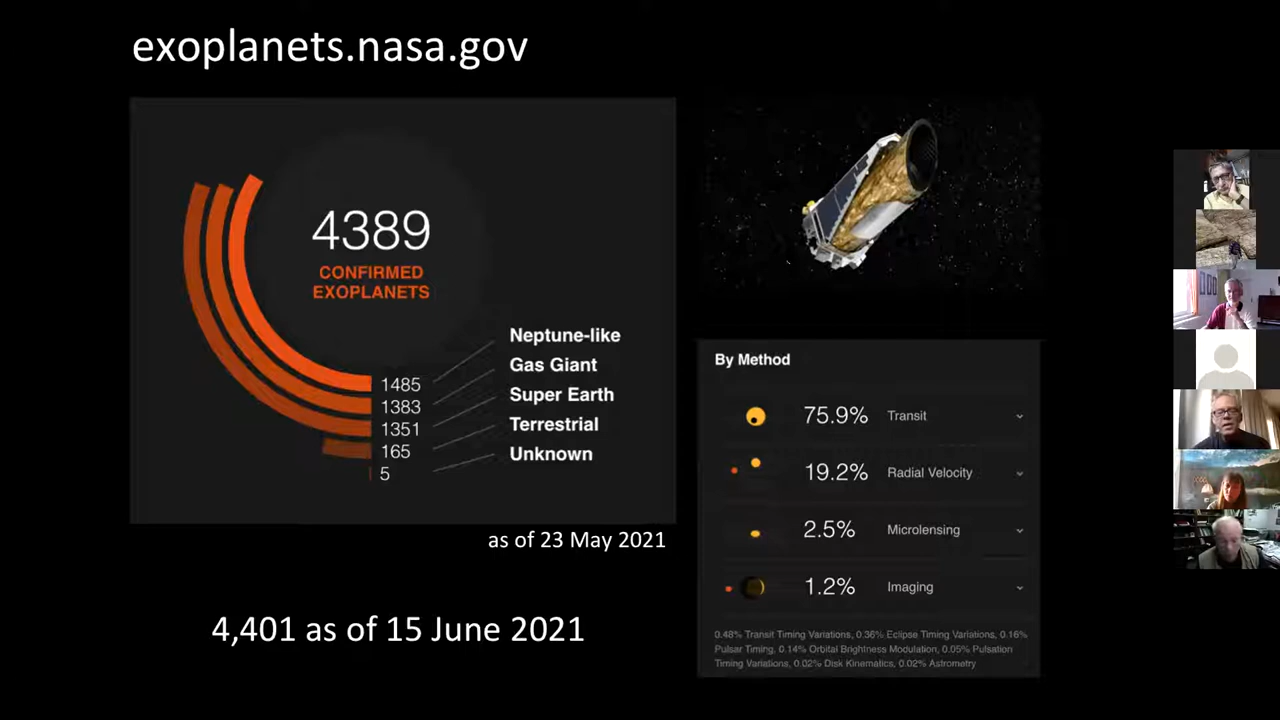 exoplanets.nasa.gov
4389
CONFIRMED
EXOPLANETS
Neptune-like
Gas Giant
Super Earth
Terrestrial
Unknown
1485
1383
1351
165
5
as of 23 May 2021
4,401 as of 15 June 2021
By Method
75.9% Transit
19.2% Radial Velocity
2.5% Microlensing
1.2% Imaging
0.48% Transit Timing Variations, 0.36% Eclipse Timing Variations, 0.16%
Pulsar Timing, 0.14% Orbital Brightness Modulation, 0.05% Pulsation
Timing Variations, 0.02% Disk Kinematics, 0.02% Astrometry